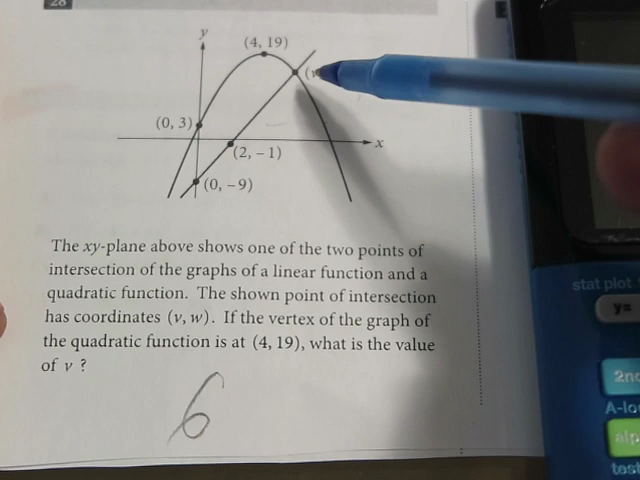 28
y
(4, 19)
(0, 3)
x
(2, – 1)
(0, – 9)
The xy-plane above shows one of the two points of
intersection of the graphs of a linear function and a
quadratic function. The shown point of intersection
has coordinates (v, w). If the vertex of the graph of
the quadratic function is at (4, 19), what is the value
of v ?
6
stat plot
y=
2nd
A-lo
alp
test